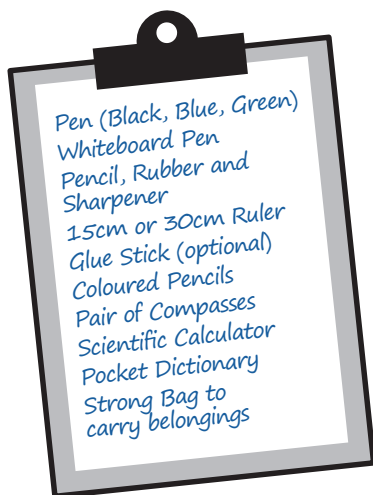 Pen (Black, Blue, Green)
Whiteboard Pen
Pencil, Rubber and
Sharpener
15cm or 30cm Ruler
Glue Stick (optional)
Coloured Pencils
Pair of Compasses
Scientific Calculator
Pocket Dictionary
Strong Bag to
carry belongings